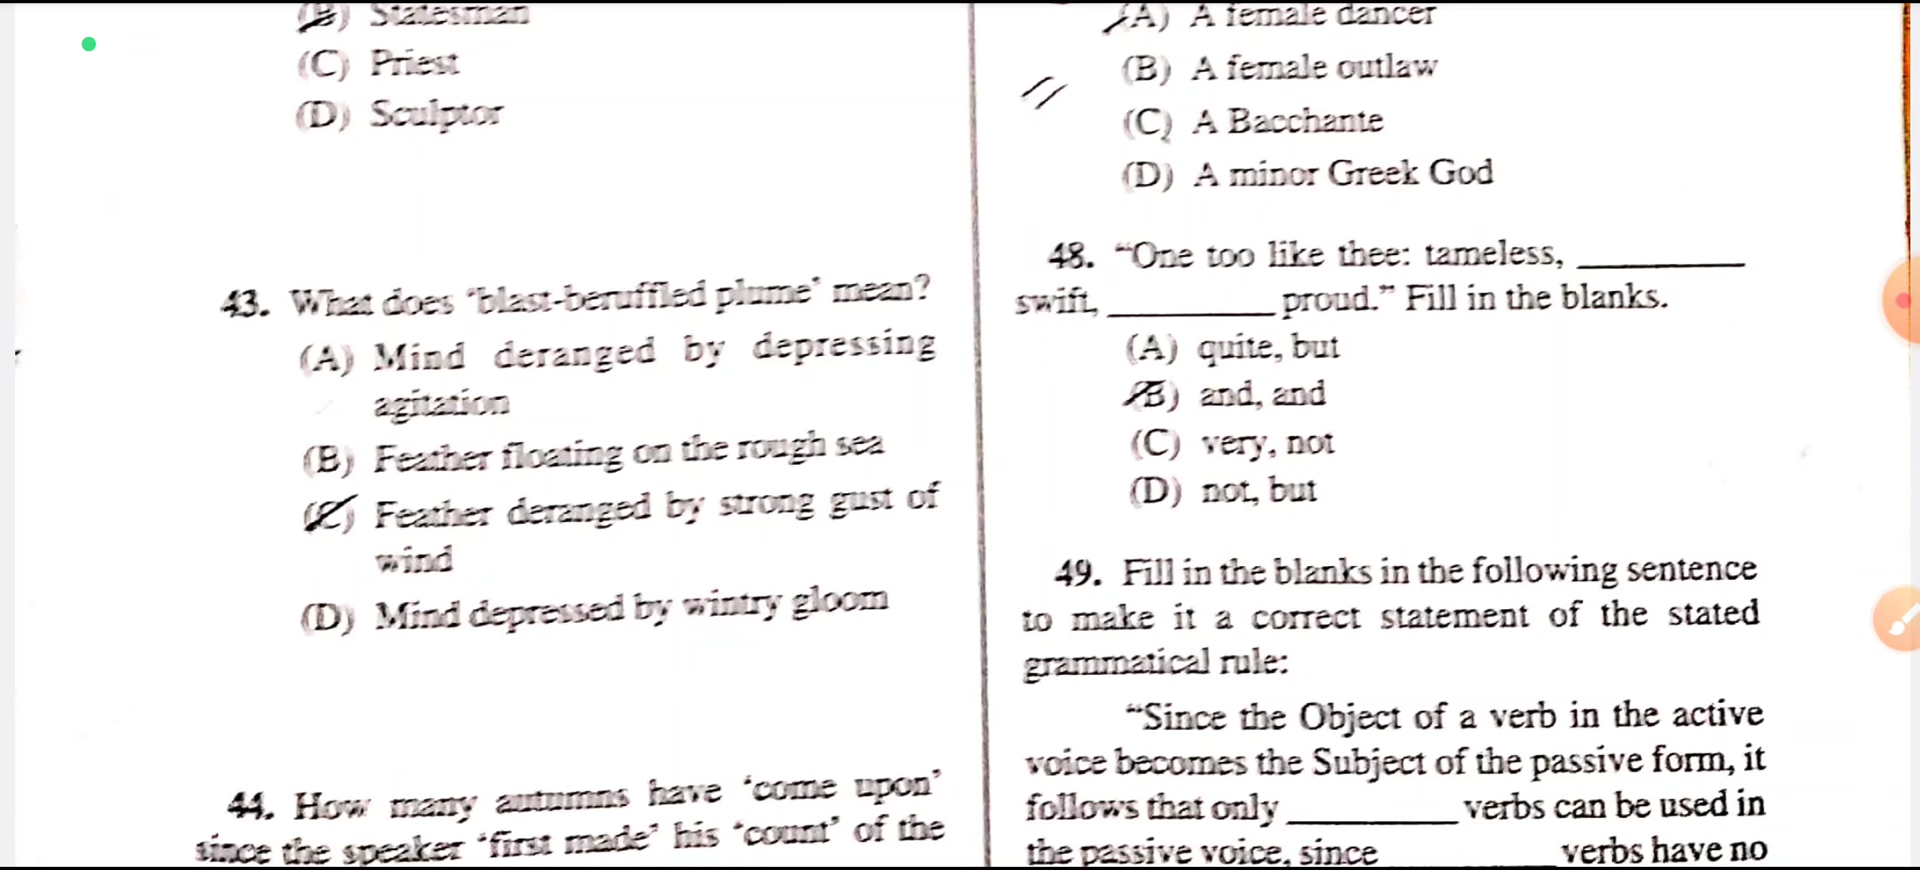 (B) Statesman
(C) Priest
(D) Sculptor
43. What does ‘blast-beruffled plume’ mean?
(A) Mind deranged by depressing
agitation
(B) Feather floating on the rough sea
(C) Feather deranged by strong gust of
wind
(D) Mind depressed by wintry gloom
44. How many autumns have ‘come upon’
since the speaker ‘first made’ his ‘count’ of the
(A) A female dancer
(B) A female outlaw
(C) A Bacchante
(D) A minor Greek God
48. “One too like thee: tameless, ________
swift, ________ proud.” Fill in the blanks.
(A) quite, but
(B) and, and
(C) very, not
(D) not, but
49. Fill in the blanks in the following sentence
to make it a correct statement of the stated
grammatical rule:
“Since the Object of a verb in the active
voice becomes the Subject of the passive form, it
follows that only ________ verbs can be used in
the passive voice, since ________ verbs have no